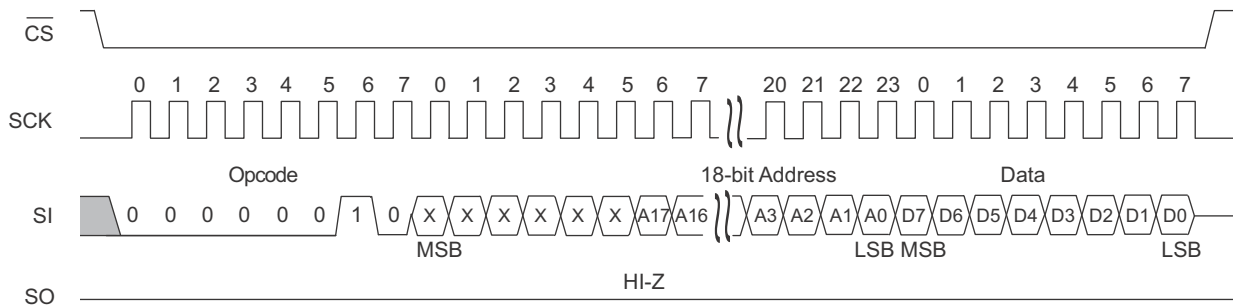 CS
0 1 2 3 4 5 6 7 0 1 2 3 4 5 6 7 20 21 22 23 0 1 2 3 4 5 6 7
SCK
Opcode 18-bit Address Data
SI 0 0 0 0 0 0 1 0 X X X X X X A17 A16 A3 A2 A1 A0 D7 D6 D5 D4 D3 D2 D1 D0
MSB LSB MSB LSB
HI-Z
SO